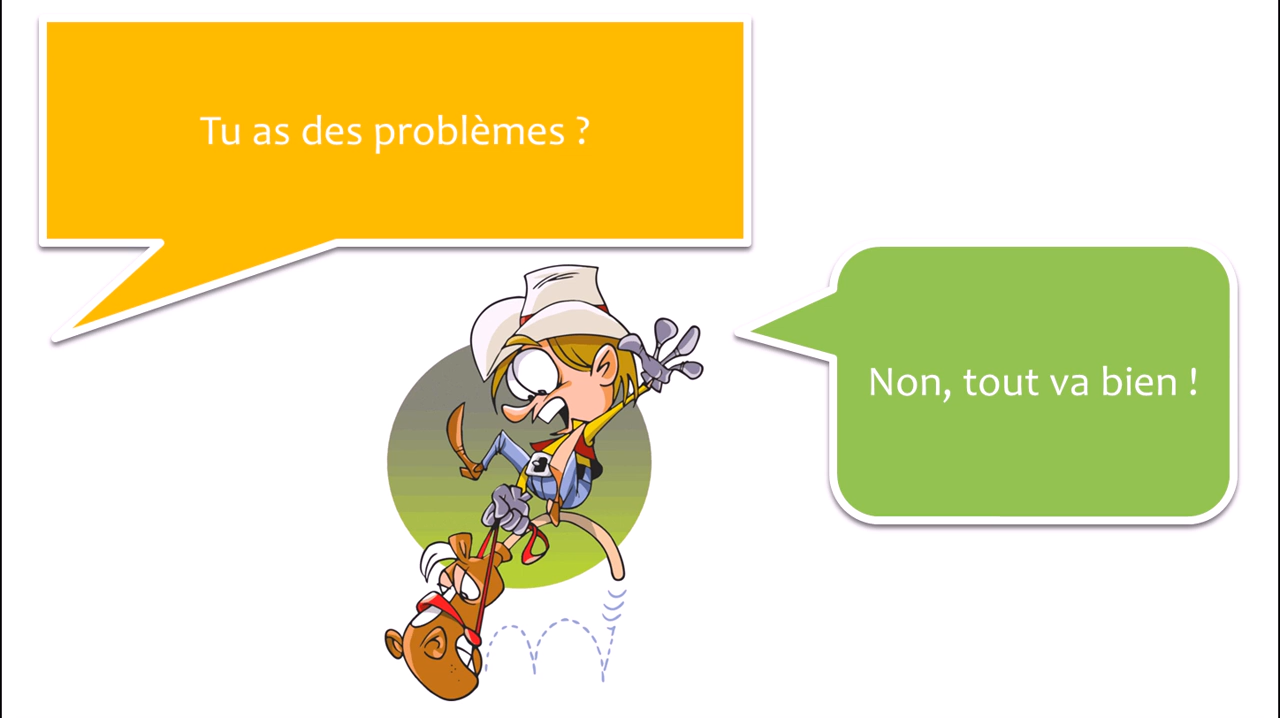 Tu as des problèmes ?
Non, tout va bien !